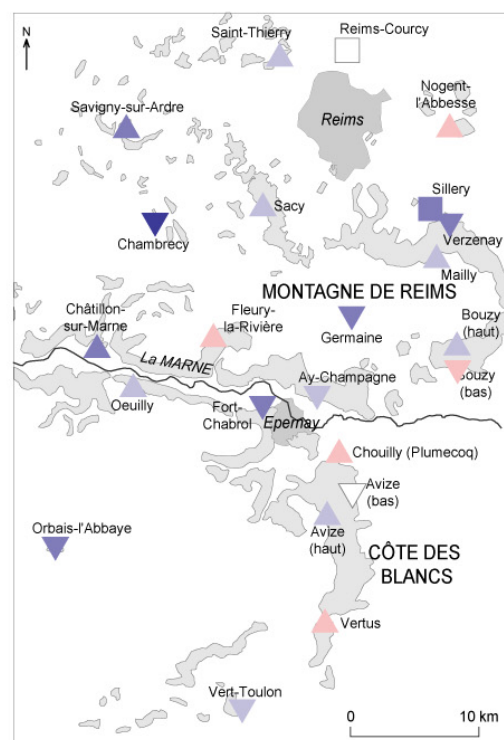 Saint-Thierry
Reims-Courcy
N
Nogent-
l'Abbesse
Savigny-sur-Ardre
Reims
Sillery
Sacy
Verzenay
Chambrecy
Mailly
MONTAGNE DE REIMS
Châtillon-
sur-Marne
Fleury-
la-Rivière
Germaine
Bouzy
(haut)
La MARNE
Bouzy
(bas)
Ay-Champagne
Oeuilly
Fort-
Chabrol
Epernay
Chouilly (Plumecoq)
Avize
(bas)
Orbais-l'Abbaye
Avize
(haut)
CÔTE DES
BLANCS
Vertus
Vert-Toulon
0
10 km